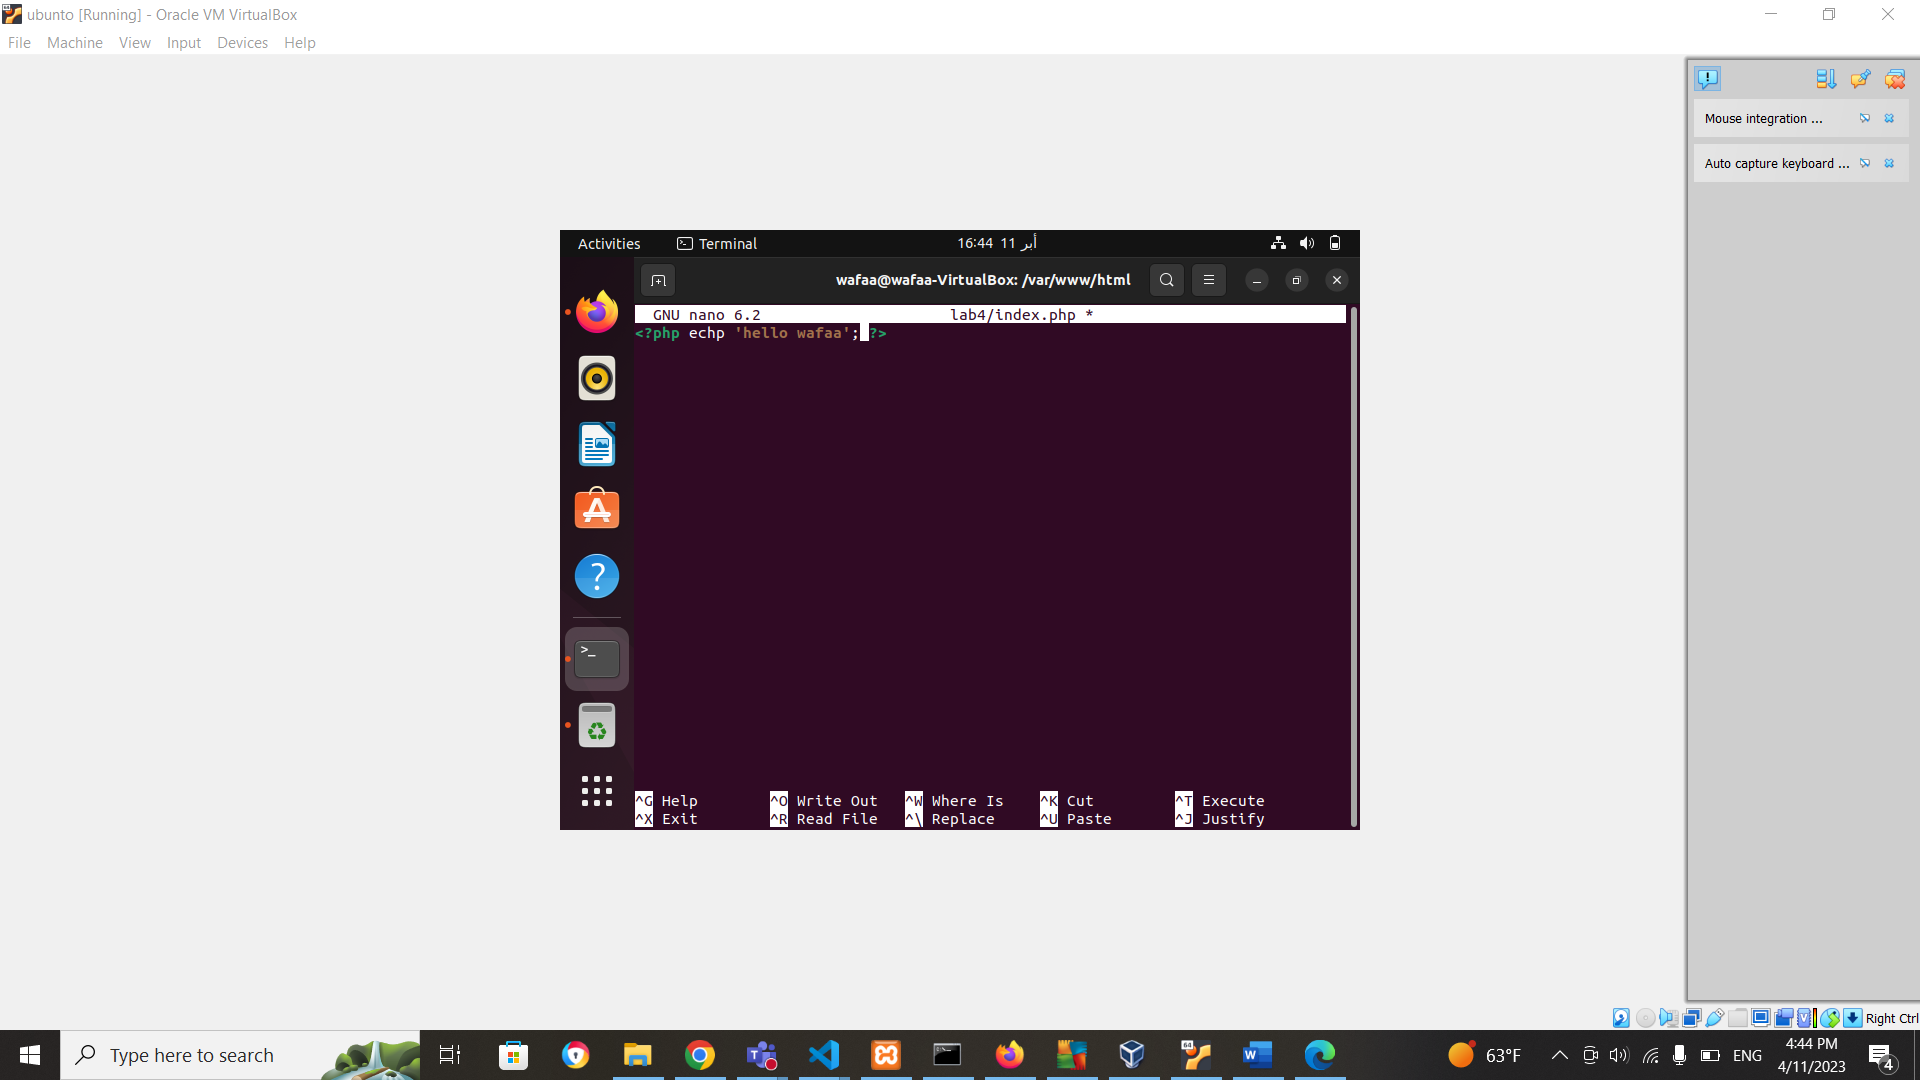 ubunto [Running] - Oracle VM VirtualBox
File Machine View Input Devices Help
Mouse integration ...
Auto capture keyboard ...
Activities Terminal 16:44 11 أبر
wafaa@wafaa-VirtualBox: /var/www/html
GNU nano 6.2 lab4/index.php *
<?php echp 'hello wafaa'; ?>
^G Help ^O Write Out ^W Where Is ^K Cut ^T Execute
^X Exit ^R Read File ^\ Replace ^U Paste ^J Justify
Right Ctrl
Type here to search
63°F
ENG
4:44 PM
4/11/2023
4